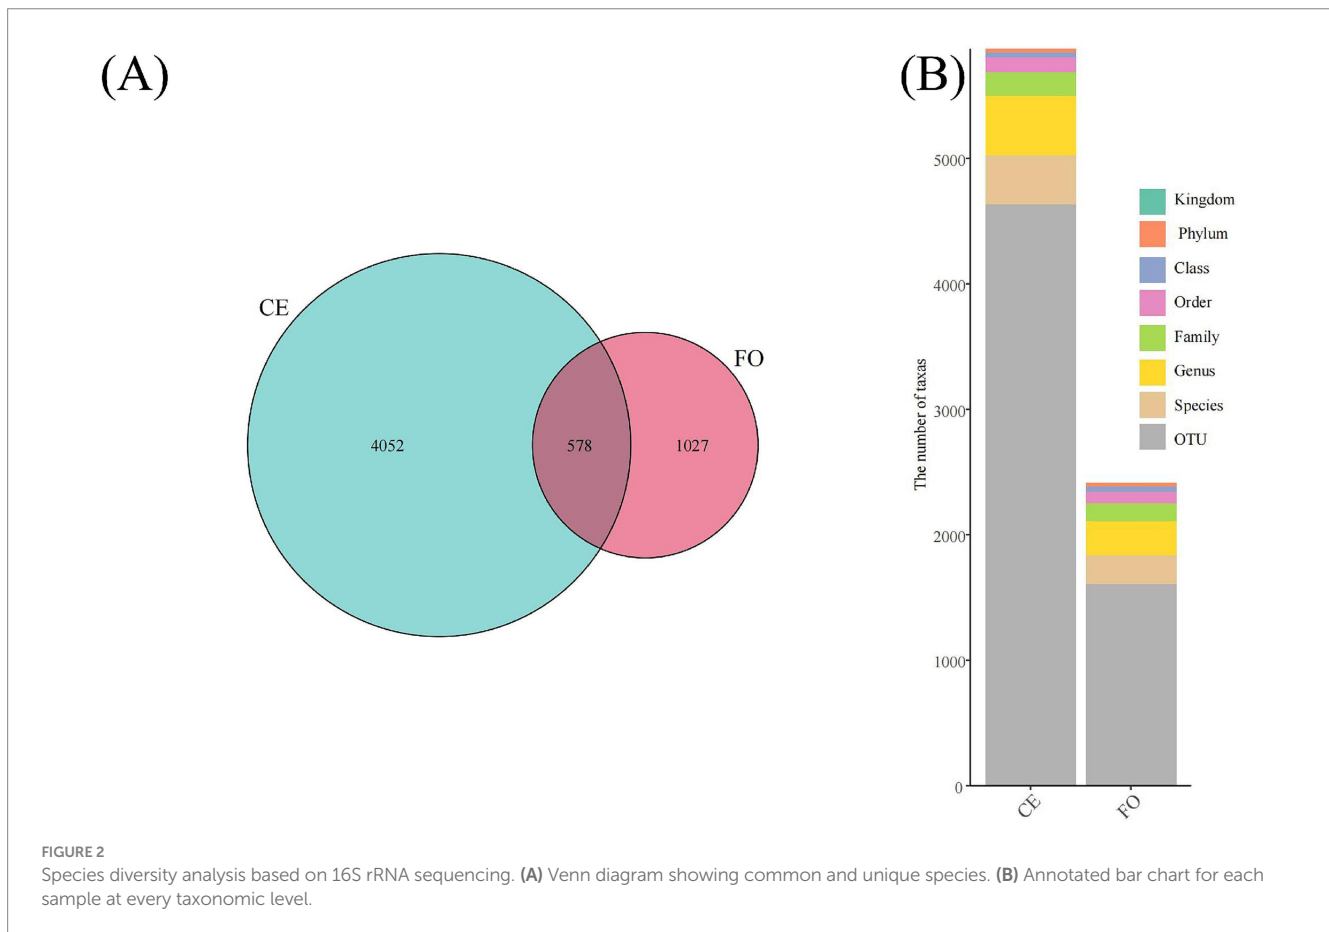 (A)
CE
FO
4052
578
1027
(B)
The number of taxas
5000
4000
3000
2000
1000
0
CE
FO
Kingdom
Phylum
Class
Order
Family
Genus
Species
OTU
FIGURE 2
Species diversity analysis based on 16S rRNA sequencing. (A) Venn diagram showing common and unique species. (B) Annotated bar chart for each
sample at every taxonomic level.